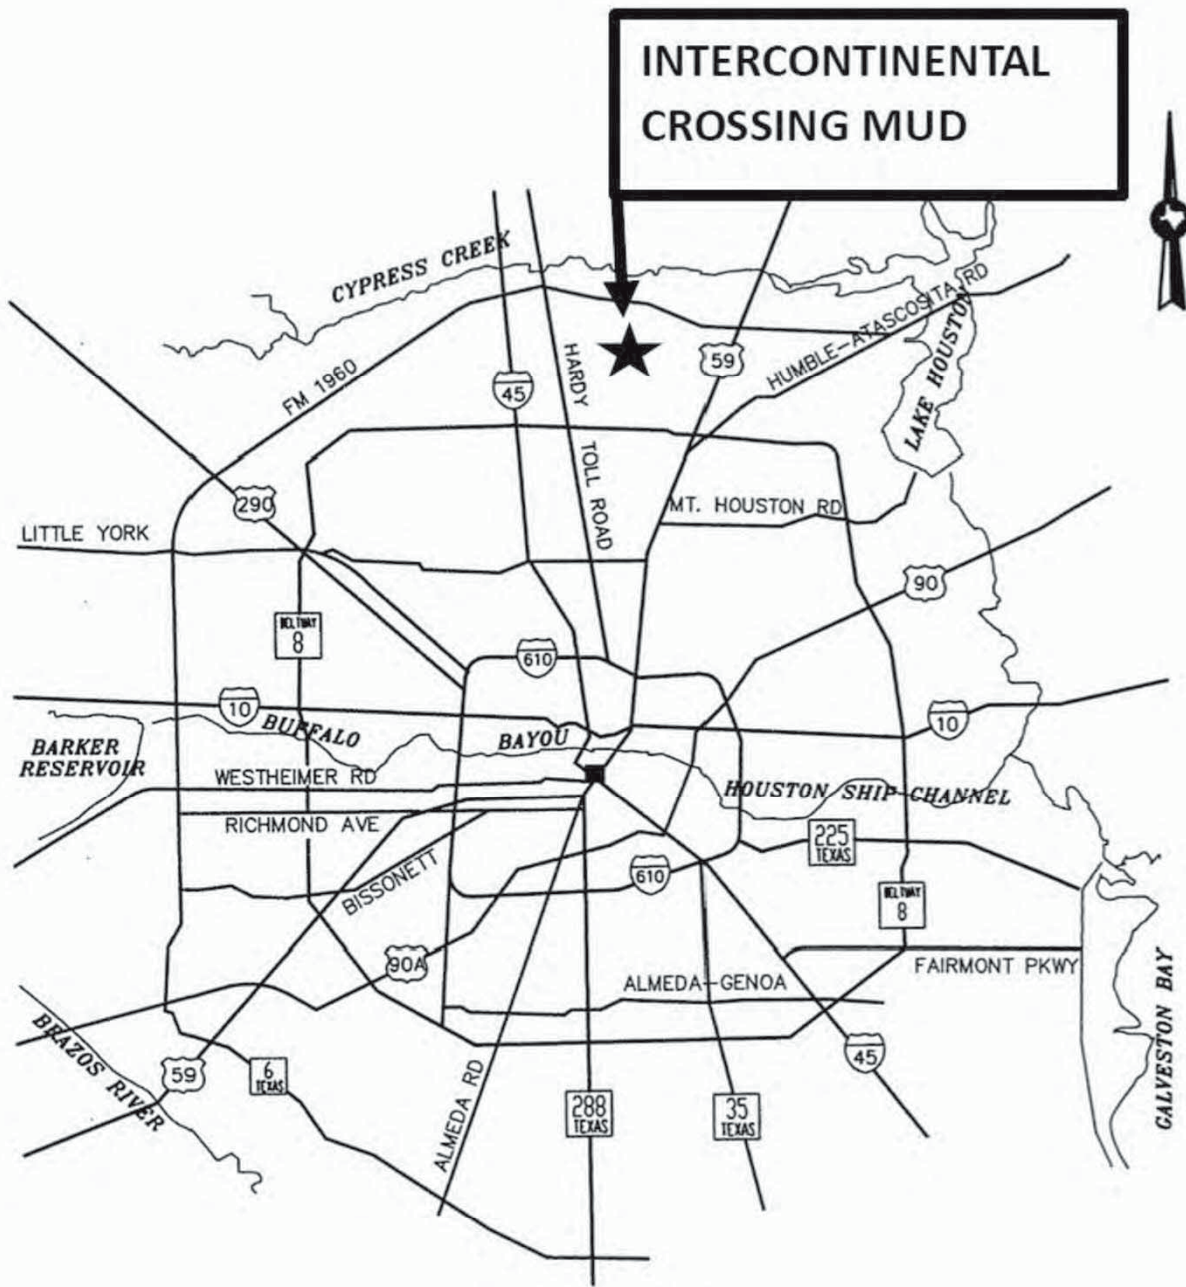 INTERCONTINENTAL
CROSSING MUD
CYPRESS CREEK
HUMBLE-ATASCOSITA RD
FM 1960
HARDY
TOLL ROAD
45
59
LAKE HOUSTON
290
MT. HOUSTON RD
LITTLE YORK
90
BELTWAY
8
610
10
BUFFALO
BAYOU
10
BARKER
RESERVOIR
WESTHEIMER RD
HOUSTON SHIP CHANNEL
RICHMOND AVE
225
TEXAS
BISSONETT
610
BELTWAY
8
90A
FAIRMONT PKWY
ALMEDA-GENOA
BRAZOS RIVER
59
6
TEXAS
45
ALMEDA RD
288
TEXAS
35
TEXAS
GALVESTON BAY